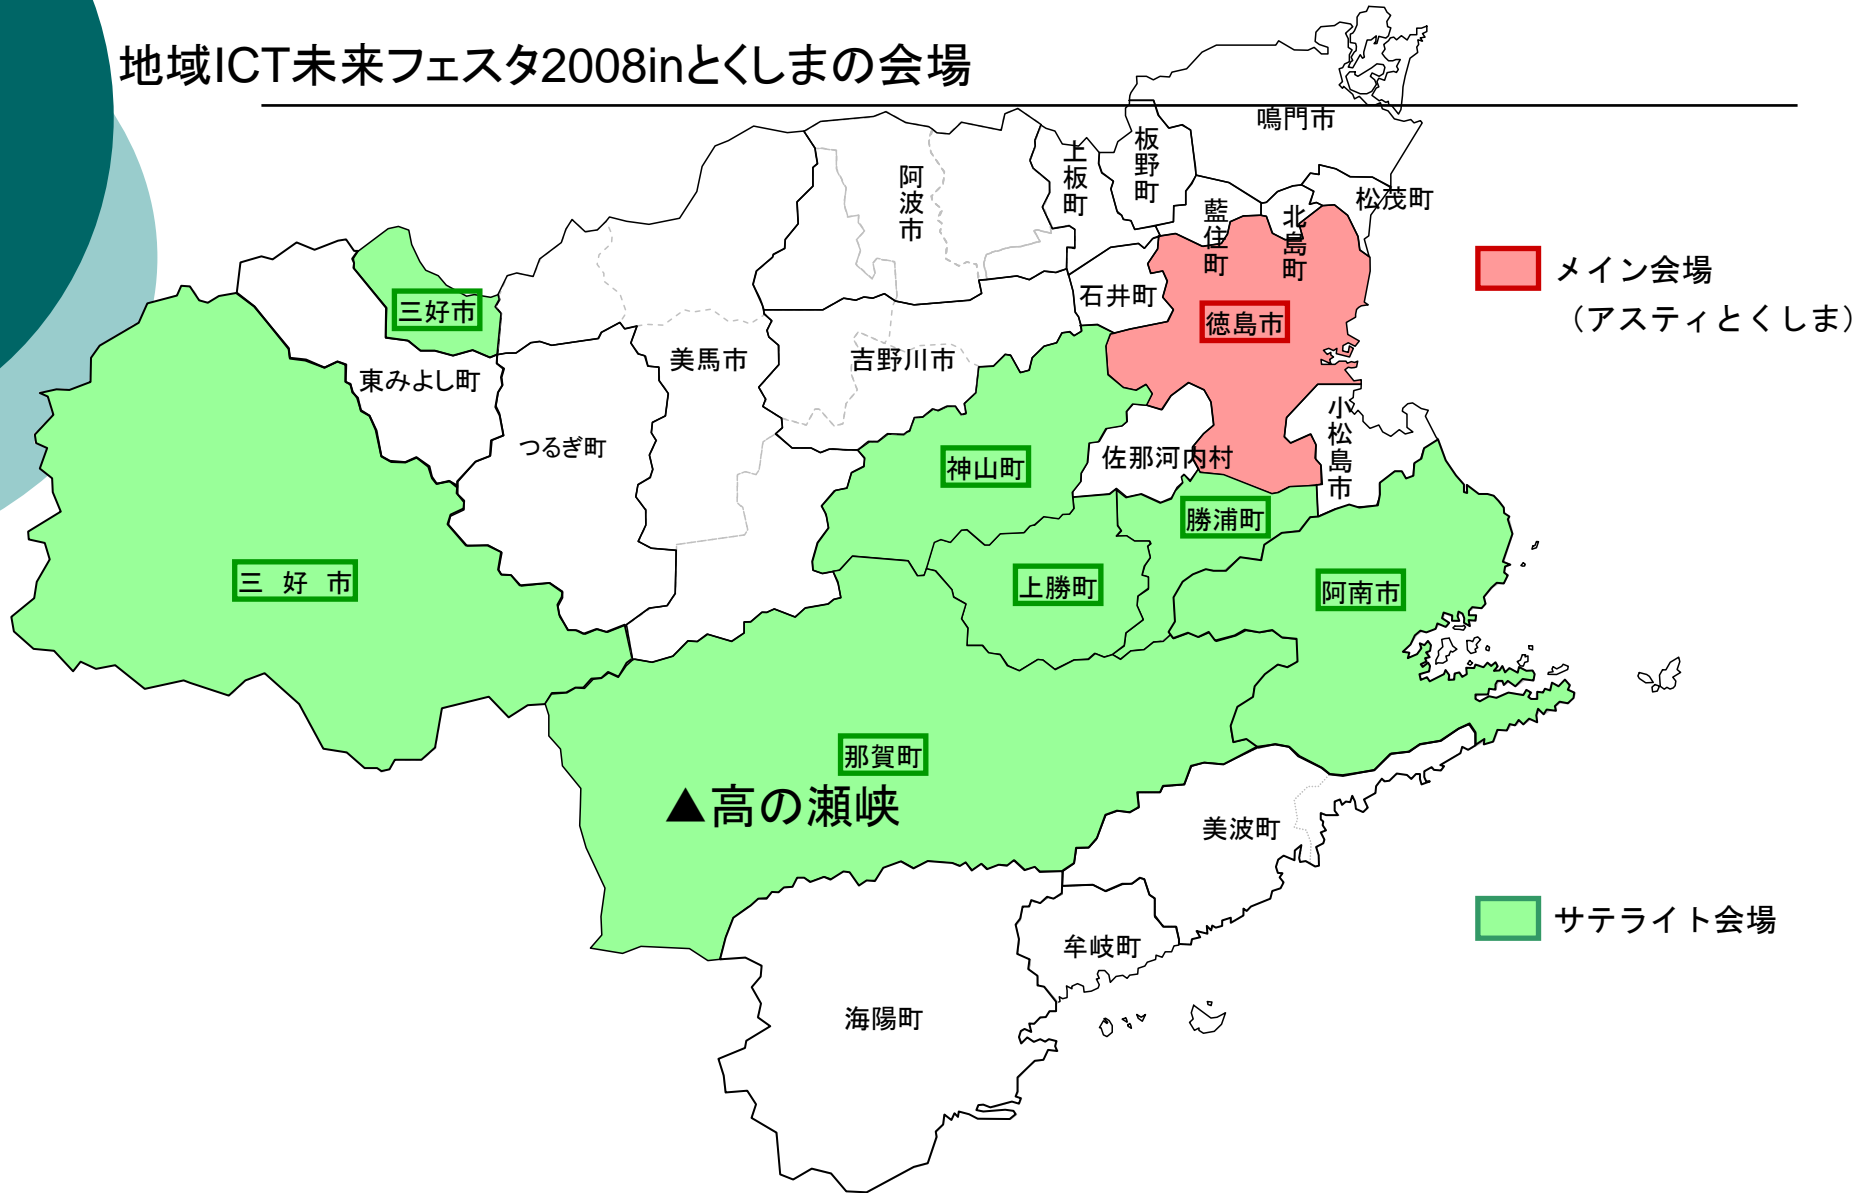 地域ICT未来フェスタ2008inとくしまの会場
鳴門市
板野町
上板町
阿波市
松茂町
藍住町
北島町
メイン会場
（アスティとくしま）
石井町
三好市
徳島市
美馬市
吉野川市
東みよし町
小松島市
つるぎ町
佐那河内村
神山町
勝浦町
三 好 市
上勝町
阿南市
那賀町
▲高の瀬峡
美波町
サテライト会場
牟岐町
海陽町